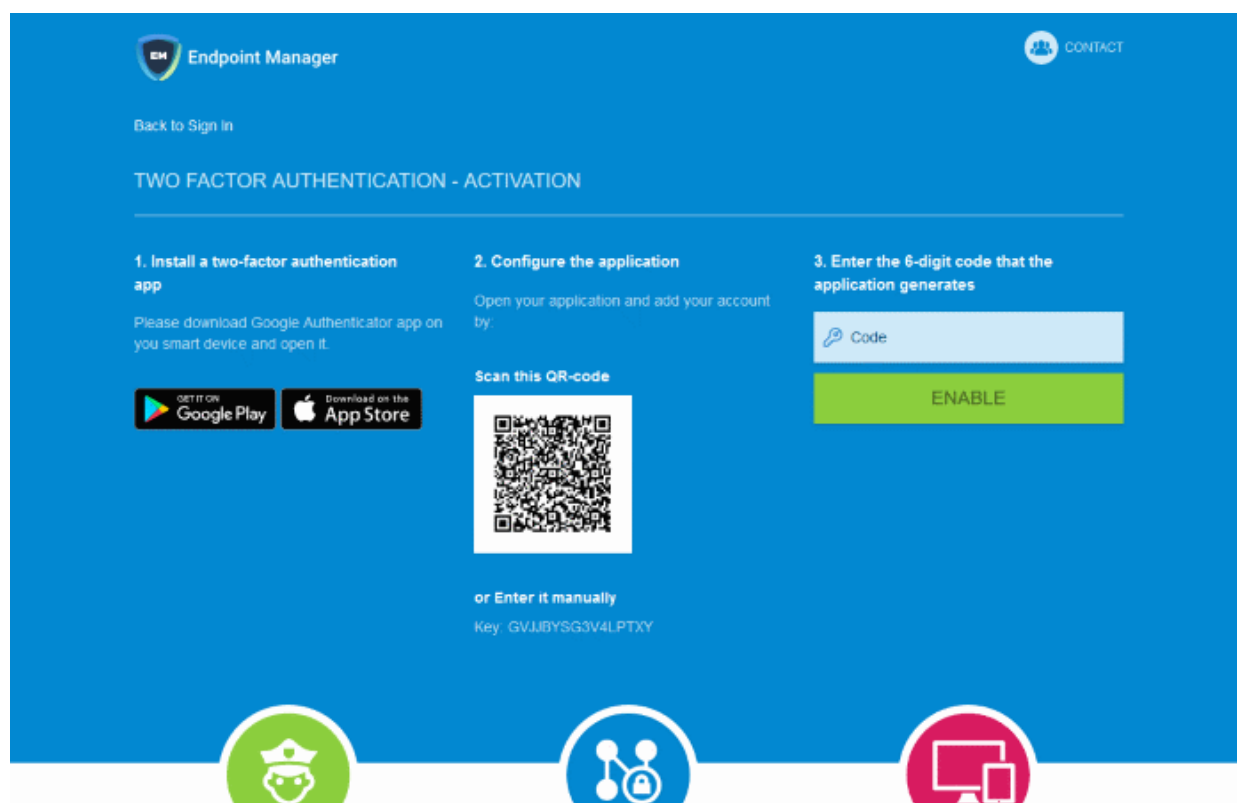 EM Endpoint Manager
CONTACT
Back to Sign In
TWO FACTOR AUTHENTICATION - ACTIVATION
1. Install a two-factor authentication
app
Please download Google Authenticator app on
you smart device and open it.
GET IT ON
Google Play
Download on the
App Store
2. Configure the application
Open your application and add your account
by:
Scan this QR-code
or Enter it manually
Key: GVJJBYSG3V4LPTXY
3. Enter the 6-digit code that the
application generates
Code
ENABLE